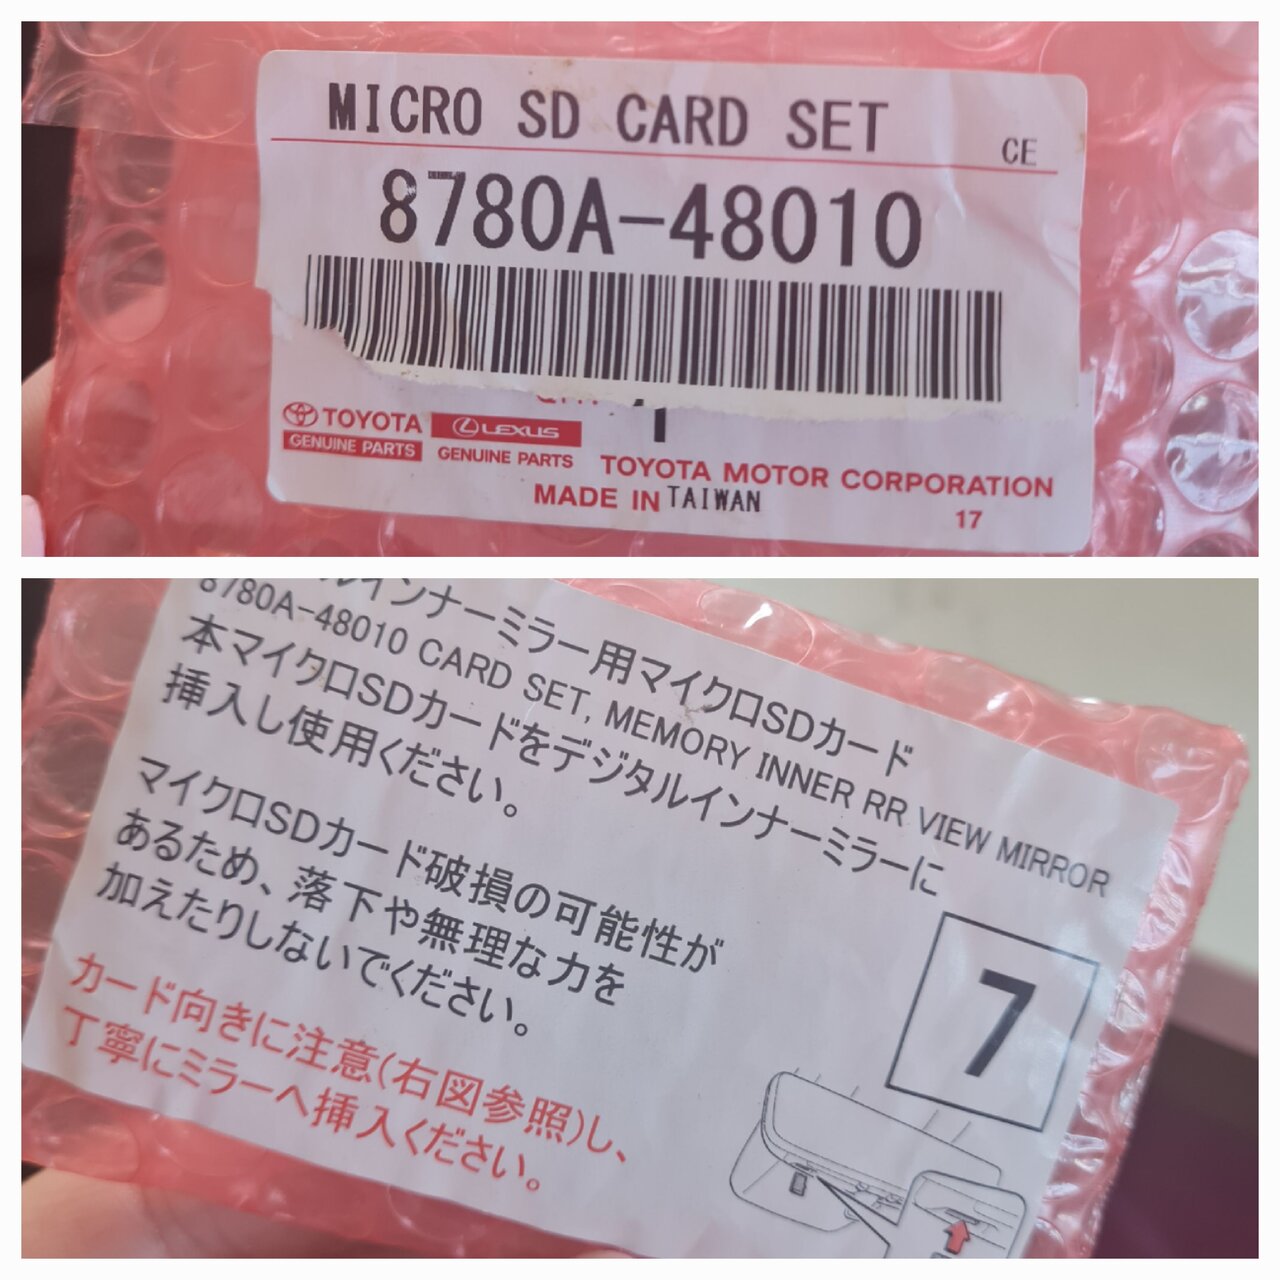 MICRO SD CARD SET
CE
8780A-48010
TOYOTA
GENUINE PARTS
LEXUS
GENUINE PARTS
TOYOTA MOTOR CORPORATION
MADE IN TAIWAN
17
ルインナーミラー用マイクロSDカード
8780A-48010 CARD SET, MEMORY INNER RR VIEW MIRROR
本マイクロSDカードをデジタルインナーミラーに
挿入し使用ください。
マイクロSDカード破損の可能性が
あるため、落下や無理な力を
加えたりしないでください。
カード向きに注意(右図参照)し、
丁寧にミラーへ挿入ください。
7